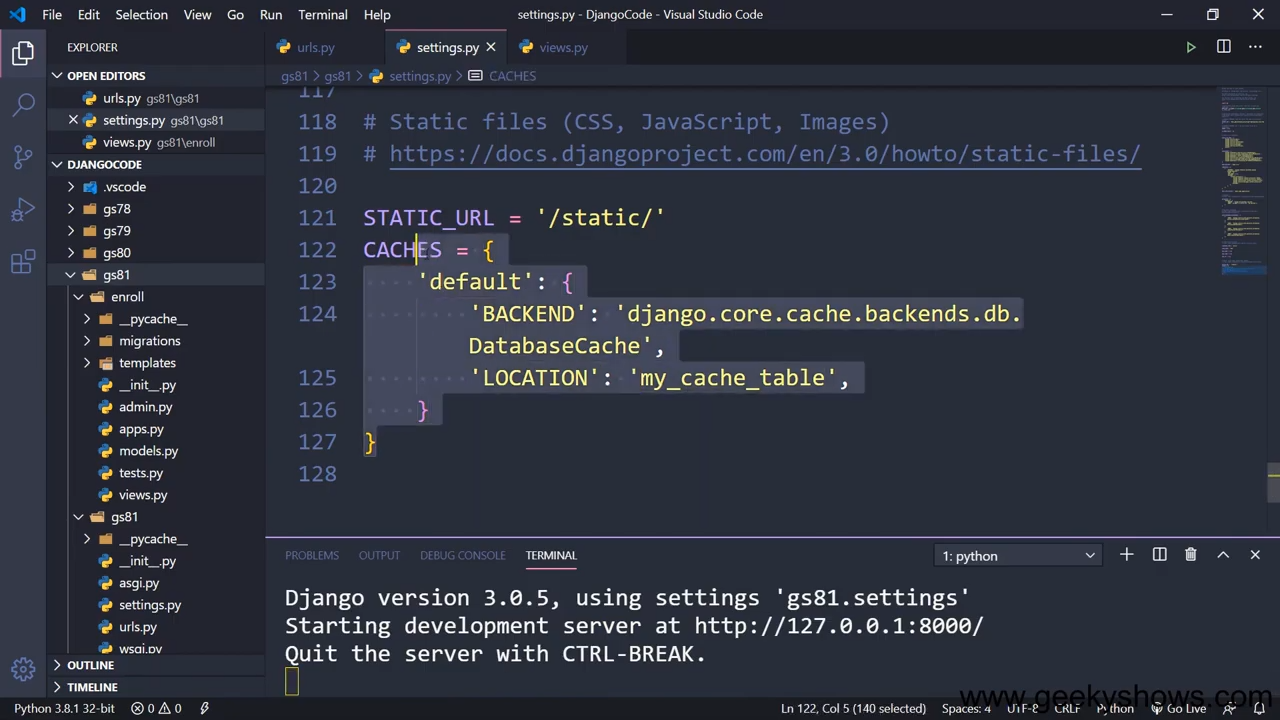 File Edit Selection View Go Run Terminal Help
settings.py - DjangoCode - Visual Studio Code
EXPLORER
urls.py
settings.py
views.py
OPEN EDITORS
urls.py gs81\gs81
settings.py gs81\gs81
views.py gs81\enroll
DJANGOCODE
.vscode
gs78
gs79
gs80
gs81
enroll
__pycache__
migrations
templates
__init__.py
admin.py
apps.py
models.py
tests.py
views.py
gs81
__pycache__
__init__.py
asgi.py
settings.py
urls.py
wsgi.py
OUTLINE
TIMELINE
gs81 > gs81 > settings.py > CACHES
117
118 # Static files (CSS, JavaScript, Images)
119 # https://docs.djangoproject.com/en/3.0/howto/static-files/
120
121 STATIC_URL = '/static/'
122 CACHES = {
123 'default': {
124 'BACKEND': 'django.core.cache.backends.db.
DatabaseCache',
125 'LOCATION': 'my_cache_table',
126 }
127 }
128
PROBLEMS OUTPUT DEBUG CONSOLE TERMINAL
1: python
Django version 3.0.5, using settings 'gs81.settings'
Starting development server at http://127.0.0.1:8000/
Quit the server with CTRL-BREAK.
www.geekyshows.com
Python 3.8.1 32-bit 0 0 Ln 122, Col 5 (140 selected) Spaces: 4 UTF-8 CRLF Python Go Live